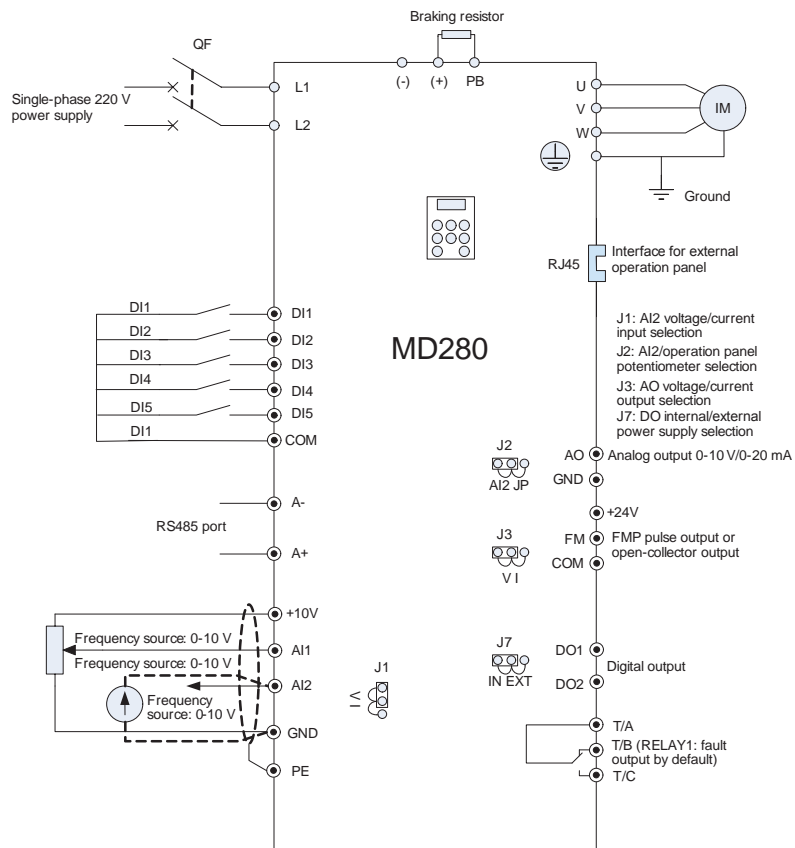 Braking resistor
QF
(-) (+) PB
L1
Single-phase 220 V
power supply
L2
U
V
IM
W
Ground
RJ45
Interface for external
operation panel
DI1
DI1
DI2
DI2
DI3
DI3
DI4
DI4
DI5
DI5
DI1
COM
MD280
J1: AI2 voltage/current
input selection
J2: AI2/operation panel
potentiometer selection
J3: AO voltage/current
output selection
J7: DO internal/external
power supply selection
J2
AI2 JP
AO
Analog output 0-10 V/0-20 mA
GND
+24V
A-
RS485 port
A+
J3
V I
FM
FMP pulse output or
open-collector output
COM
+10V
Frequency source: 0-10 V
AI1
Frequency source: 0-10 V
AI2
Frequency
source: 0-10 V
GND
PE
J1
V I
J7
IN EXT
DO1
Digital output
DO2
T/A
T/B (RELAY1: fault
output by default)
T/C